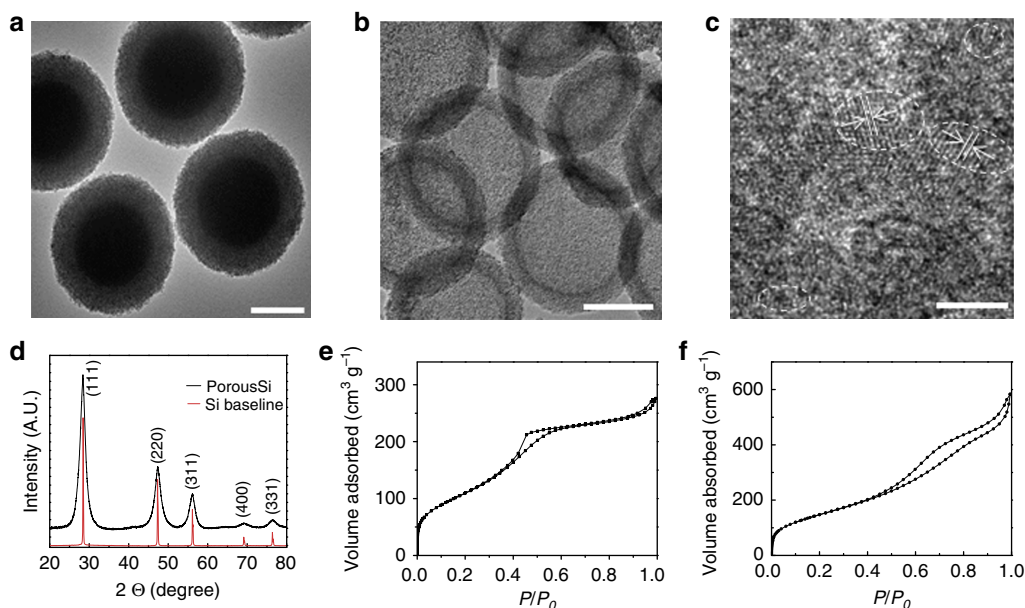 a
b
c
d
Intensity (A.U.)
(111)
(220)
(311)
(400)
(331)
PorousSi
Si baseline
20 30 40 50 60 70 80
2 Θ (degree)
e
Volume adsorbed (cm³ g⁻¹)
300
200
100
0
0.0 0.2 0.4 0.6 0.8 1.0
P/P₀
f
Volume absorbed (cm³ g⁻¹)
600
400
200
0
0.0 0.2 0.4 0.6 0.8 1.0
P/P₀